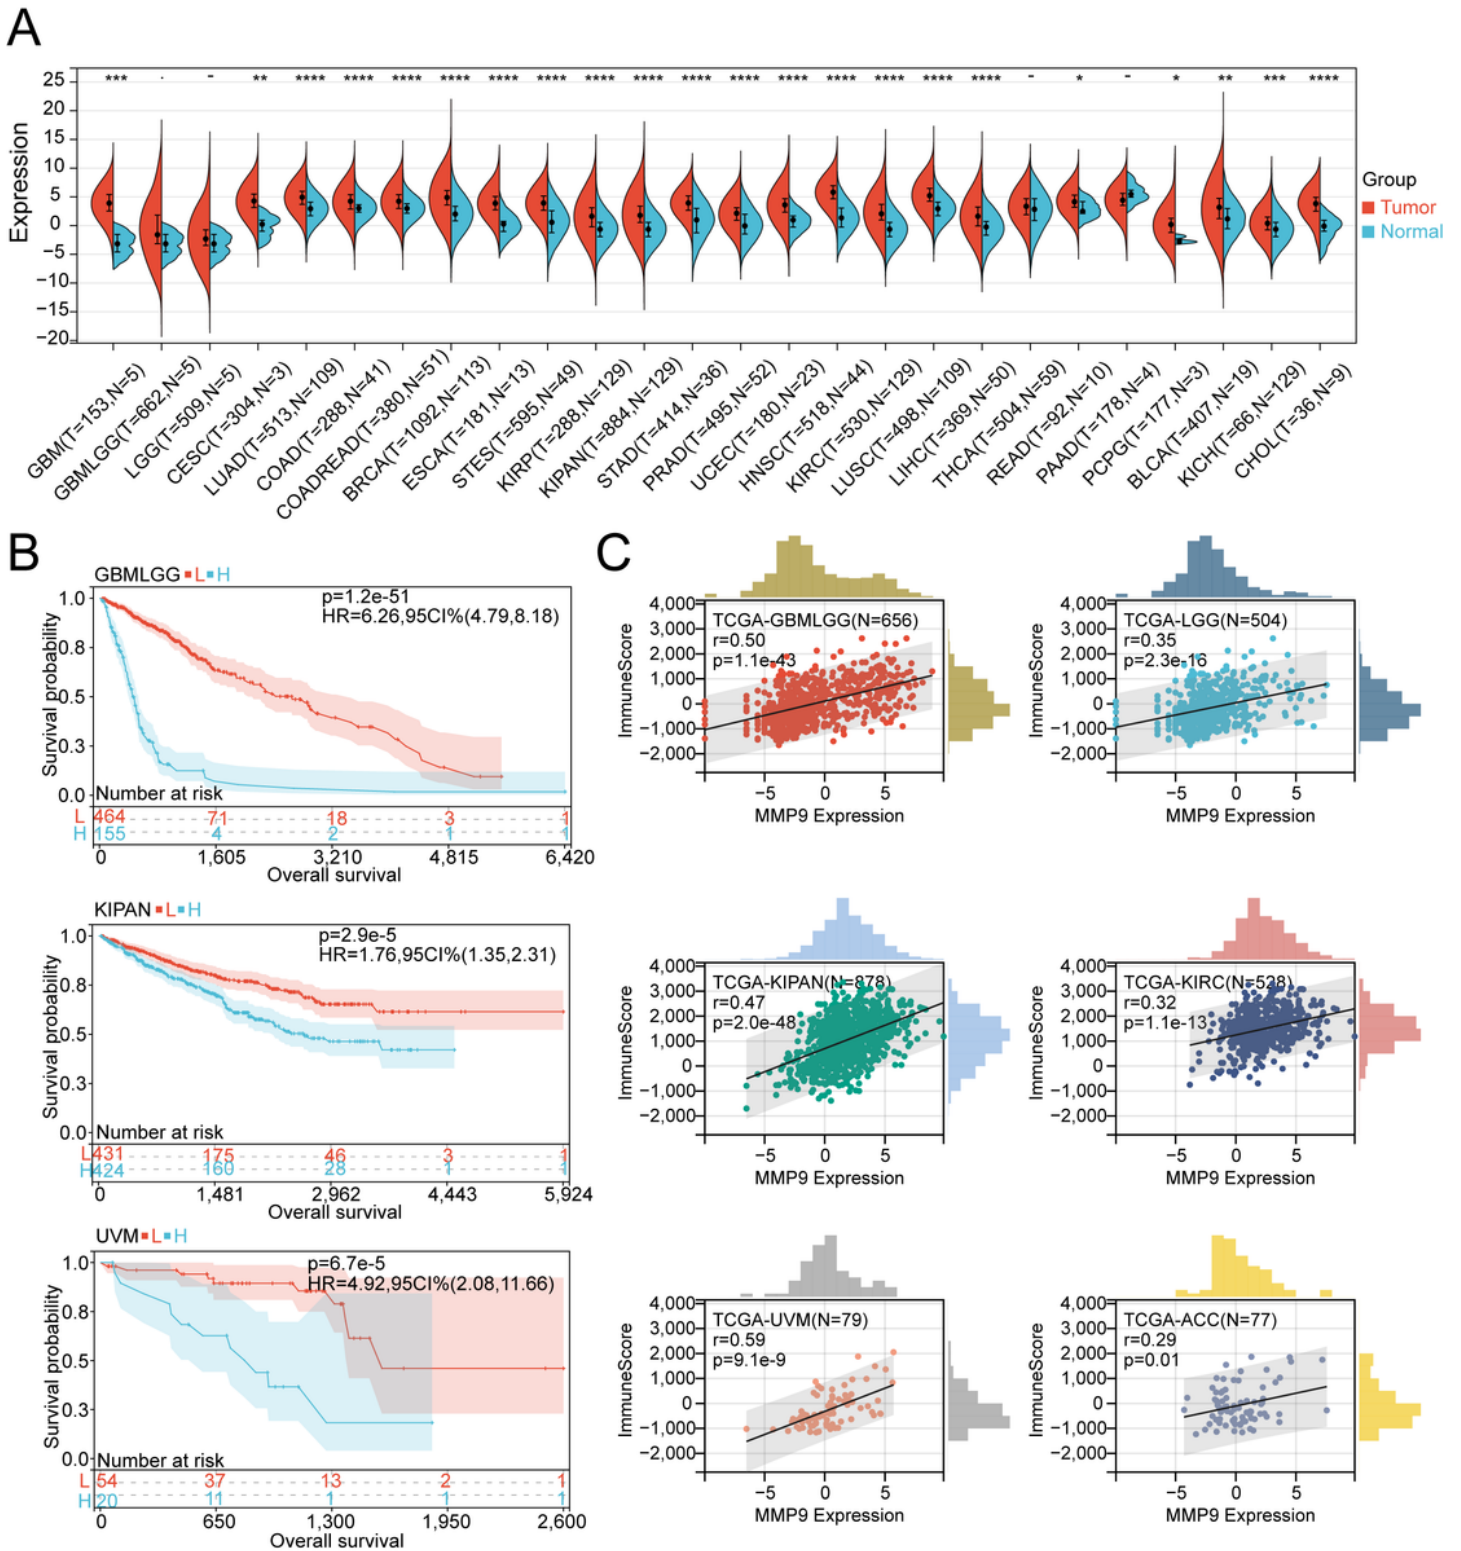 A
*** . - ** **** **** **** **** **** **** **** **** **** **** **** **** **** **** **** - * - * ** *** ****
Expression
25
20
15
10
5
0
−5
−10
−15
−20
Group
Tumor
Normal
GBM(T=153,N=5)
GBMLGG(T=662,N=5)
LGG(T=509,N=5)
CESC(T=304,N=3)
LUAD(T=513,N=109)
COAD(T=288,N=41)
COADREAD(T=380,N=51)
BRCA(T=1092,N=113)
ESCA(T=181,N=13)
STES(T=595,N=49)
KIRP(T=288,N=129)
KIPAN(T=884,N=129)
STAD(T=414,N=36)
PRAD(T=495,N=52)
UCEC(T=180,N=23)
HNSC(T=518,N=44)
KIRC(T=530,N=129)
LUSC(T=498,N=109)
LIHC(T=369,N=50)
THCA(T=504,N=59)
READ(T=92,N=10)
PAAD(T=178,N=4)
PCPG(T=177,N=3)
BLCA(T=407,N=19)
KICH(T=66,N=129)
CHOL(T=36,N=9)
B
GBMLGG L H
p=1.2e-51
HR=6.26,95CI%(4.79,8.18)
Survival probability
1.0
0.8
0.5
0.3
0.0
Number at risk
L 464 71 18 3 1
H 155 4 2 1 1
0 1,605 3,210 4,815 6,420
Overall survival
KIPAN L H
p=2.9e-5
HR=1.76,95CI%(1.35,2.31)
Survival probability
1.0
0.8
0.5
0.3
0.0
Number at risk
L 431 175 46 3 1
H 424 160 28 1 1
0 1,481 2,962 4,443 5,924
Overall survival
UVM L H
p=6.7e-5
HR=4.92,95CI%(2.08,11.66)
Survival probability
1.0
0.8
0.5
0.3
0.0
Number at risk
L 54 37 13 2 1
H 20 11 1 1 1
0 650 1,300 1,950 2,600
Overall survival
C
TCGA-GBMLGG(N=656)
r=0.50
p=1.1e-43
ImmuneScore
4,000
3,000
2,000
1,000
0
−1,000
−2,000
−5 0 5
MMP9 Expression
TCGA-LGG(N=504)
r=0.35
p=2.3e-16
ImmuneScore
4,000
3,000
2,000
1,000
0
−1,000
−2,000
−5 0 5
MMP9 Expression
TCGA-KIPAN(N=878)
r=0.47
p=2.0e-48
ImmuneScore
4,000
3,000
2,000
1,000
0
−1,000
−2,000
−5 0 5
MMP9 Expression
TCGA-KIRC(N=528)
r=0.32
p=1.1e-13
ImmuneScore
4,000
3,000
2,000
1,000
0
−1,000
−2,000
−5 0 5
MMP9 Expression
TCGA-UVM(N=79)
r=0.59
p=9.1e-9
ImmuneScore
4,000
3,000
2,000
1,000
0
−1,000
−2,000
−5 0 5
MMP9 Expression
TCGA-ACC(N=77)
r=0.29
p=0.01
ImmuneScore
4,000
3,000
2,000
1,000
0
−1,000
−2,000
−5 0 5
MMP9 Expression